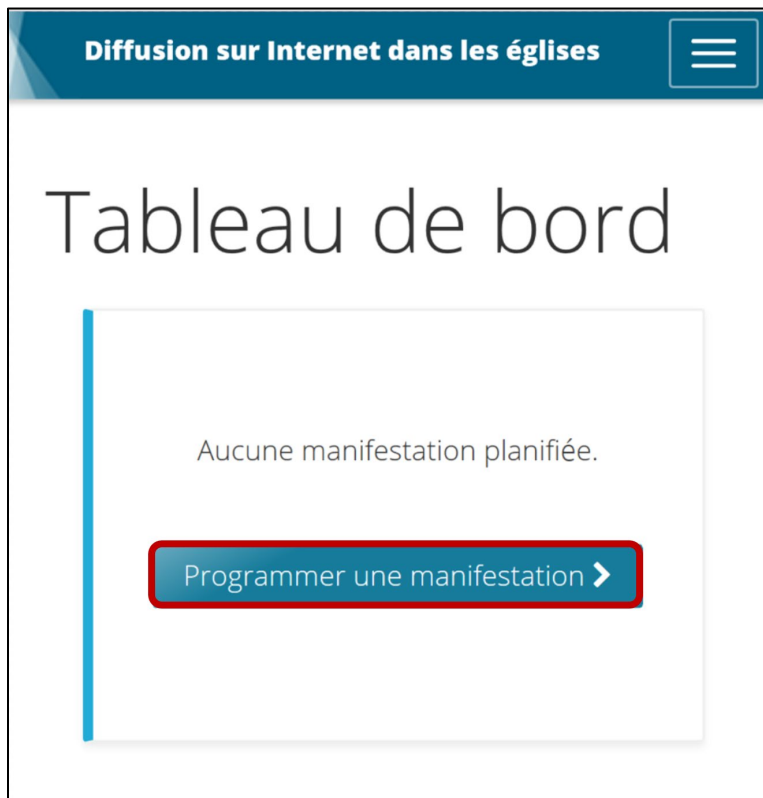 Diffusion sur Internet dans les églises
Tableau de bord
Aucune manifestation planifiée.
Programmer une manifestation